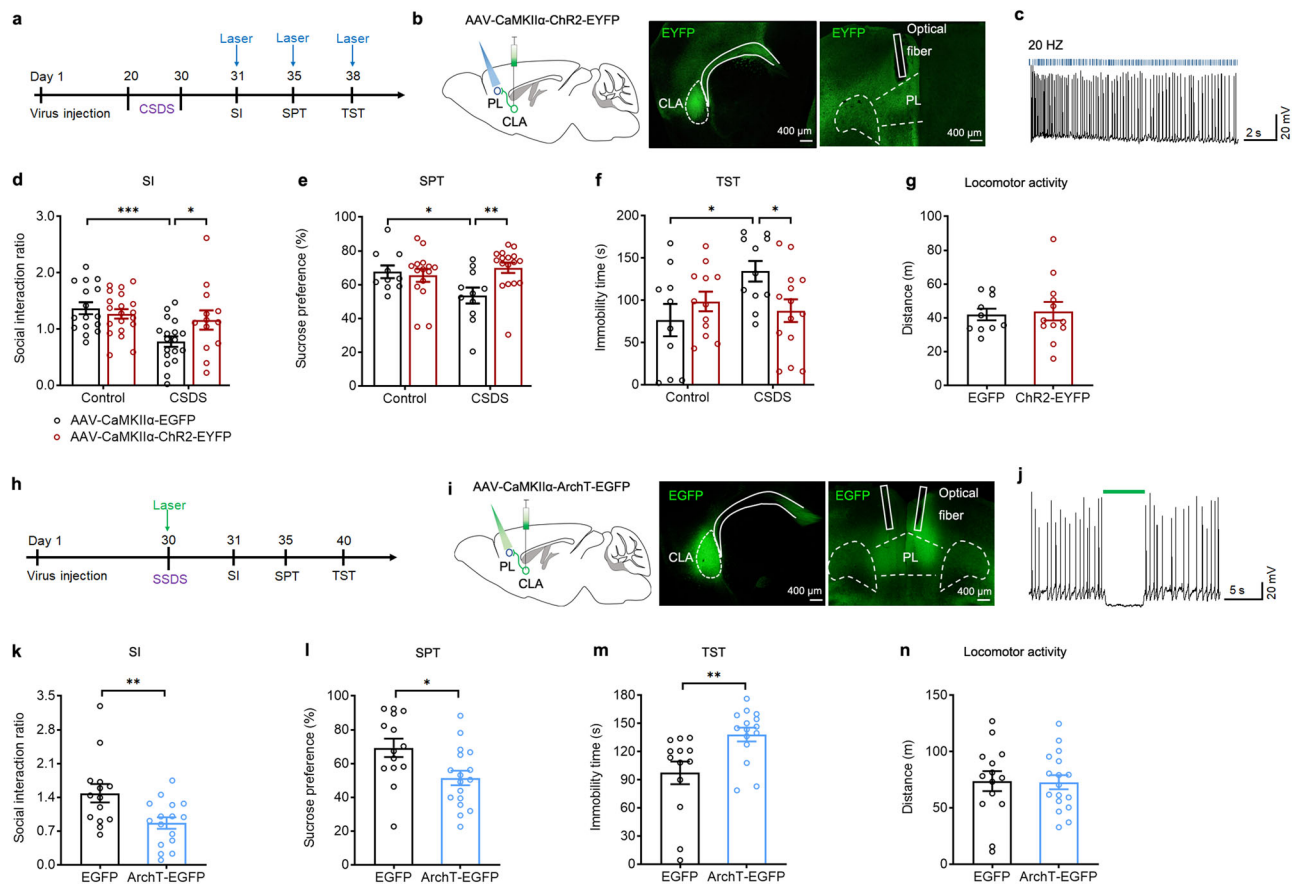 a
Laser Laser Laser
Day 1 20 30 31 35 38
Virus injection CSDS SI SPT TST
b
AAV-CaMKIIα-ChR2-EYFP
PL
CLA
EYFP
CLA
400 µm
EYFP
Optical
fiber
PL
400 µm
c
20 HZ
2 s
20 mV
d
SI
Social interaction ratio
3.0
2.0
1.0
0.0
*** *
Control CSDS
AAV-CaMKIIα-EGFP
AAV-CaMKIIα-ChR2-EYFP
e
SPT
Sucrose preference (%)
100
80
60
40
20
0
* **
Control CSDS
f
TST
Immobility time (s)
200
150
100
50
0
* *
Control CSDS
g
Locomotor activity
Distance (m)
100
80
60
40
20
0
EGFP ChR2-EYFP
h
Laser
Day 1 30 31 35 40
Virus injection SSDS SI SPT TST
i
AAV-CaMKIIα-ArchT-EGFP
PL
CLA
EGFP
CLA
400 µm
EGFP
Optical
fiber
PL
400 µm
j
5 s
20 mV
k
SI
Social interaction ratio
3.5
2.8
2.1
1.4
0.7
0.0
**
EGFP ArchT-EGFP
l
SPT
Sucrose preference (%)
100
80
60
40
20
0
*
EGFP ArchT-EGFP
m
TST
Immobility time (s)
180
150
120
90
60
30
0
**
EGFP ArchT-EGFP
n
Locomotor activity
Distance (m)
150
100
50
0
EGFP ArchT-EGFP